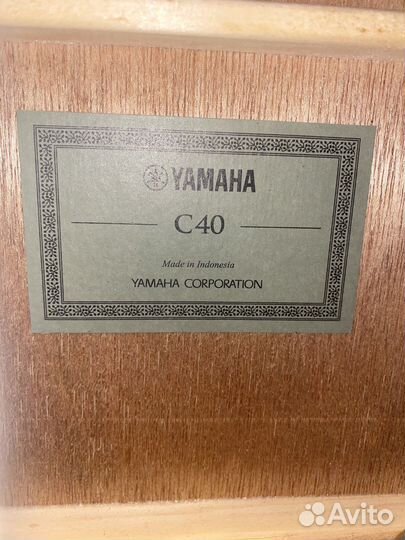 YAMAHA
C40
Made in Indonesia
YAMAHA CORPORATION
Avito